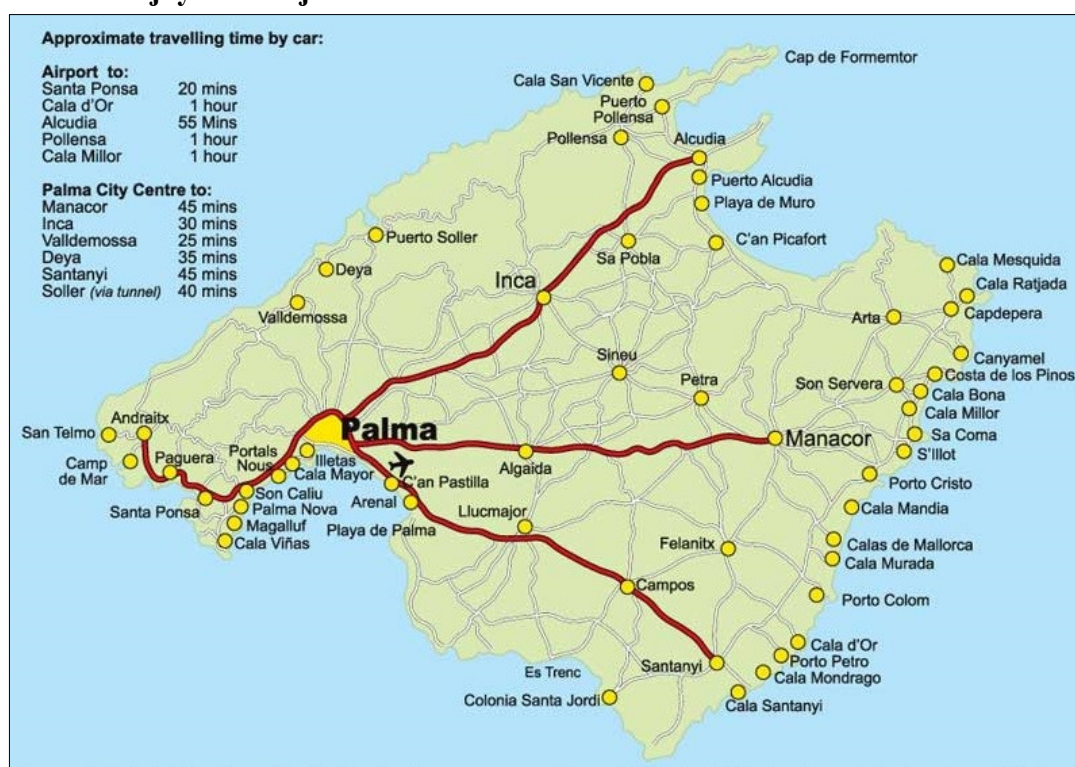 Approximate travelling time by car:
Airport to:
Santa Ponsa 20 mins
Cala d'Or 1 hour
Alcudia 55 Mins
Pollensa 1 hour
Cala Millor 1 hour
Palma City Centre to:
Manacor 45 mins
Inca 30 mins
Valldemossa 25 mins
Deya 35 mins
Santanyi 45 mins
Soller (via tunnel) 40 mins
Cap de Formemtor
Cala San Vicente
Puerto
Pollensa
Pollensa
Alcudia
Puerto Alcudia
Playa de Muro
C'an Picafort
Sa Pobla
Puerto Soller
Deya
Valldemossa
Inca
Cala Mesquida
Cala Ratjada
Capdepera
Arta
Canyamel
Costa de los Pinos
Son Servera
Cala Bona
Cala Millor
Sa Coma
S'Illot
Sineu
Petra
Manacor
Porto Cristo
Cala Mandia
Calas de Mallorca
Cala Murada
Porto Colom
Palma
Algaida
Andraitx
San Telmo
Camp
de Mar
Paguera
Santa Ponsa
Portals
Nous
Illetas
Cala Mayor
Son Caliu
Palma Nova
Magalluf
Cala Viñas
C'an Pastilla
Arenal
Playa de Palma
Llucmajor
Felanitx
Campos
Cala d'Or
Porto Petro
Cala Mondrago
Santanyi
Cala Santanyi
Es Trenc
Colonia Santa Jordi